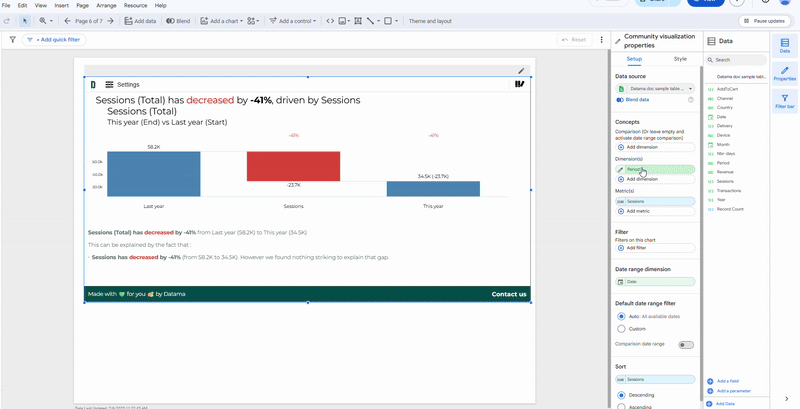 File Edit View Insert Page Arrange Resource Help
Page 6 of 7 Add data Blend Add a chart Add a control Theme and layout Pause updates
+ Add quick filter Reset
Settings
Sessions (Total) has decreased by -41%, driven by Sessions
Sessions (Total)
This year (End) vs Last year (Start)
-41% -41%
58.2K
50.0k
40.0k
20.0k
-23.7K
34.5K (-23.7K)
Last year Sessions This year
Sessions (Total) has decreased by -41% from Last year (58.2K) to This year (34.5K)
This can be explained by the fact that :
- Sessions has decreased by -41% (from 58.2K to 34.5K). However we found nothing striking to explain that gap.
Made with for you by Datama Contact us
Community visualization properties
Setup Style
Data source
Datama doc sample table ...
Blend data
Concepts
Comparison (Or leave empty and activate date range comparison)
Add dimension
Dimension(s)
Period
Add dimension
Metric(s)
SUM Sessions
Add metric
Filter
Filters on this chart
Add filter
Date range dimension
Date
Default date range filter
Auto: All available dates
Custom
Comparison date range
Sort
SUM Sessions
Descending
Ascending
Data
Search
Datama doc sample tabl...
AddToCart
Channel
Country
Date
Delivery
Device
Month
Nbr-days
Period
Revenue
Sessions
Transactions
Year
Record Count
Add a field
Add a parameter
Add Data
Data
Properties
Filter bar